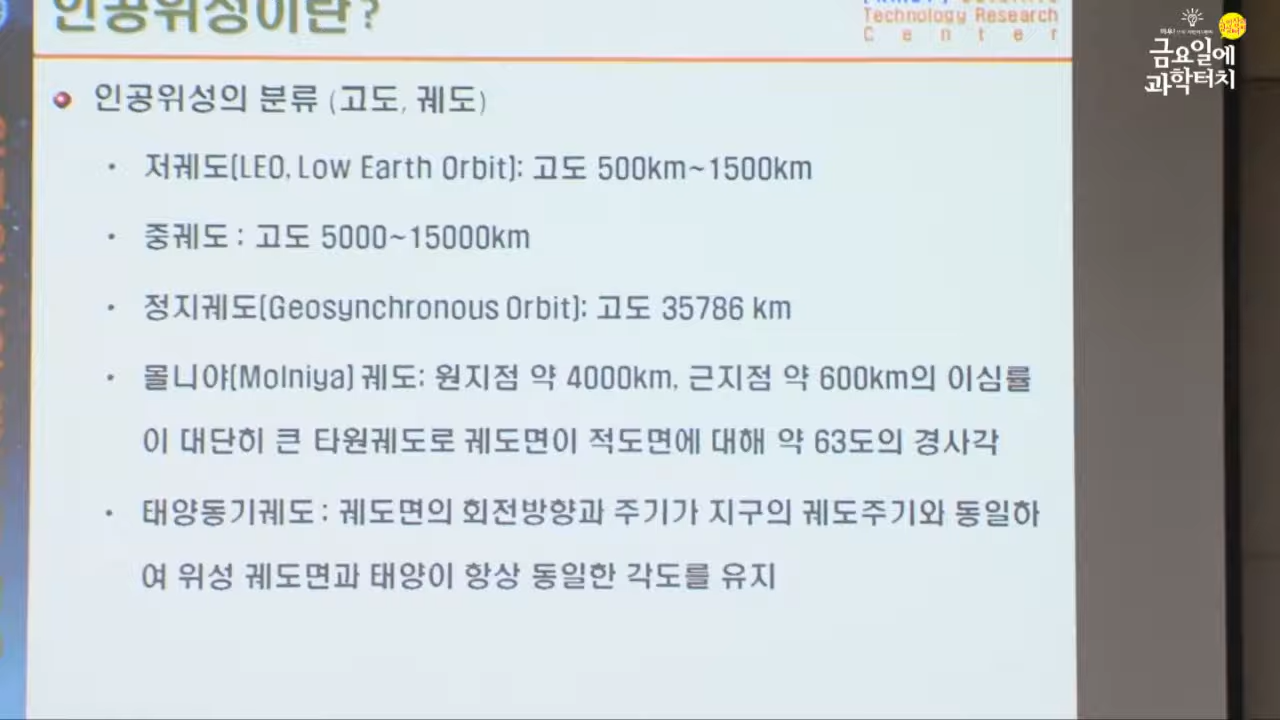 인공위성이란?
Technology Research
Center
금요일에
과학터치
인공위성의 분류 (고도, 궤도)
저궤도(LEO, Low Earth Orbit): 고도 500km~1500km
중궤도 : 고도 5000~15000km
정지궤도(Geosynchronous Orbit): 고도 35786 km
몰니야(Molniya) 궤도: 원지점 약 4000km, 근지점 약 600km의 이심률
이 대단히 큰 타원궤도로 궤도면이 적도면에 대해 약 63도의 경사각
태양동기궤도 : 궤도면의 회전방향과 주기가 지구의 궤도주기와 동일하
여 위성 궤도면과 태양이 항상 동일한 각도를 유지